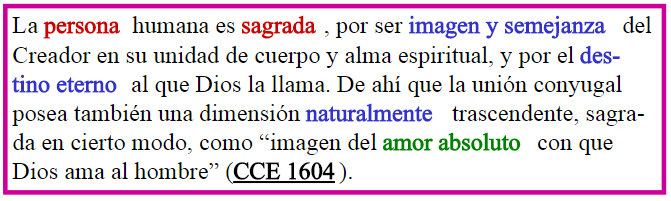 La persona humana es sagrada , por ser imagen y semejanza del
Creador en su unidad de cuerpo y alma espiritual, y por el des-
tino eterno al que Dios la llama. De ahí que la unión conyugal
posea también una dimensión naturalmente trascendente, sagra-
da en cierto modo, como “imagen del amor absoluto con que
Dios ama al hombre” (CCE 1604 ).